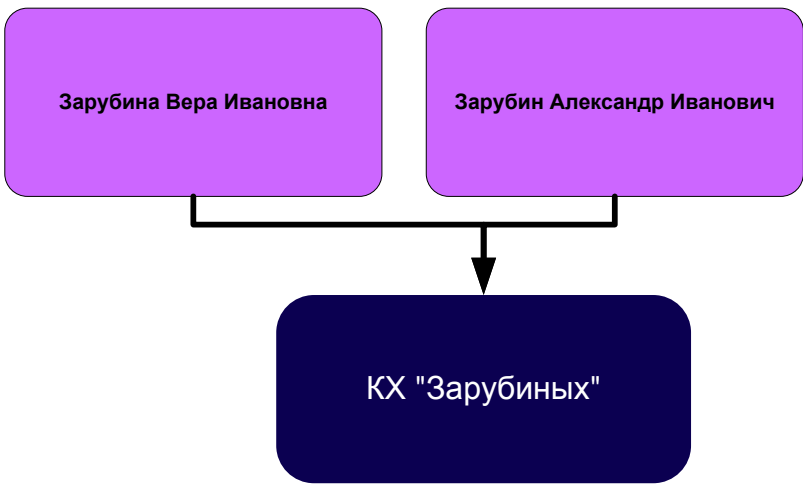 Зарубина Вера Ивановна
Зарубин Александр Иванович
КХ "Зарубиных"